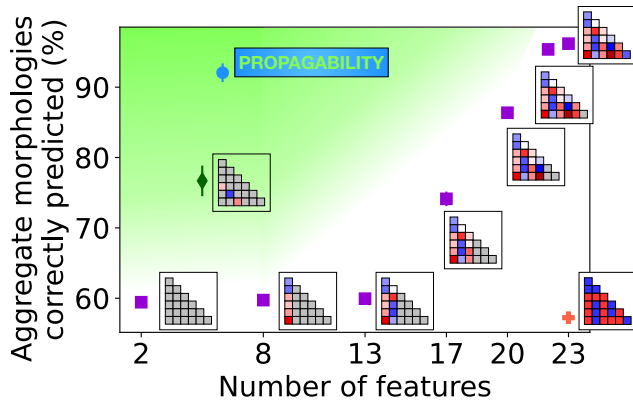 Aggregate morphologies
correctly predicted (%)
90
80
70
60
PROPAGABILITY
2
8
13
17
20
23
Number of features